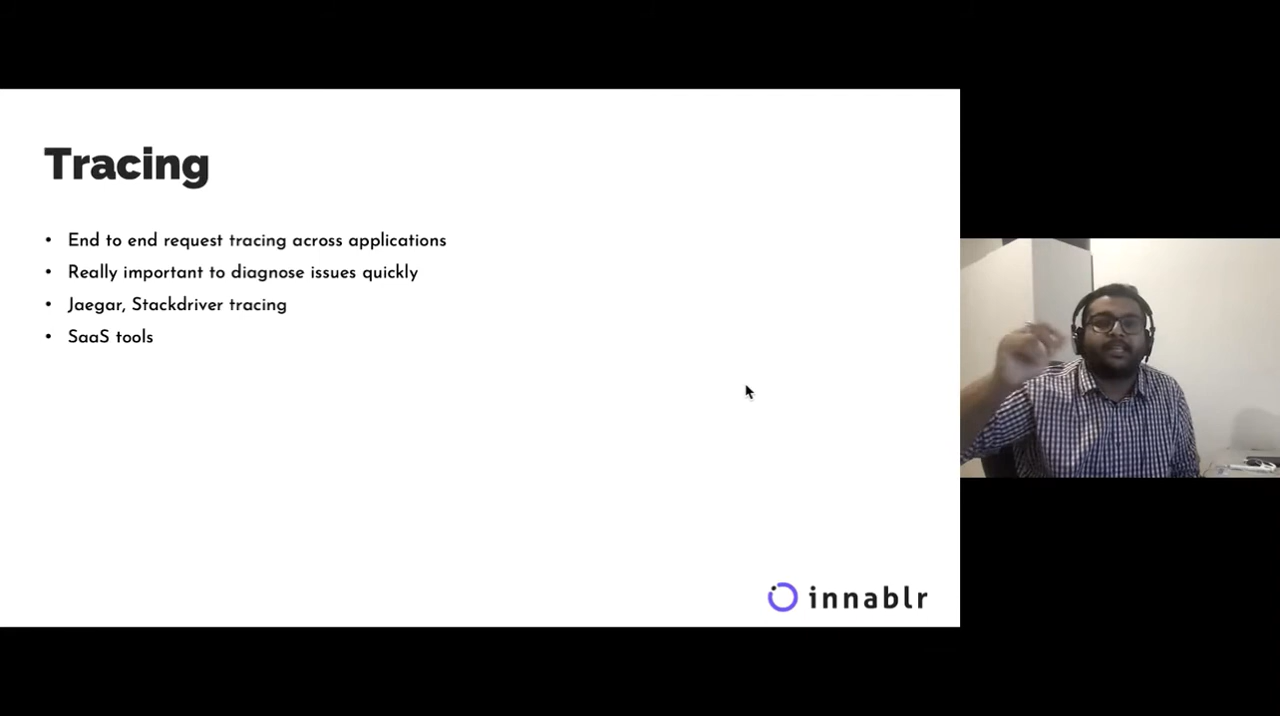 Tracing
• End to end request tracing across applications
• Really important to diagnose issues quickly
• Jaegar, Stackdriver tracing
• SaaS tools
innablr